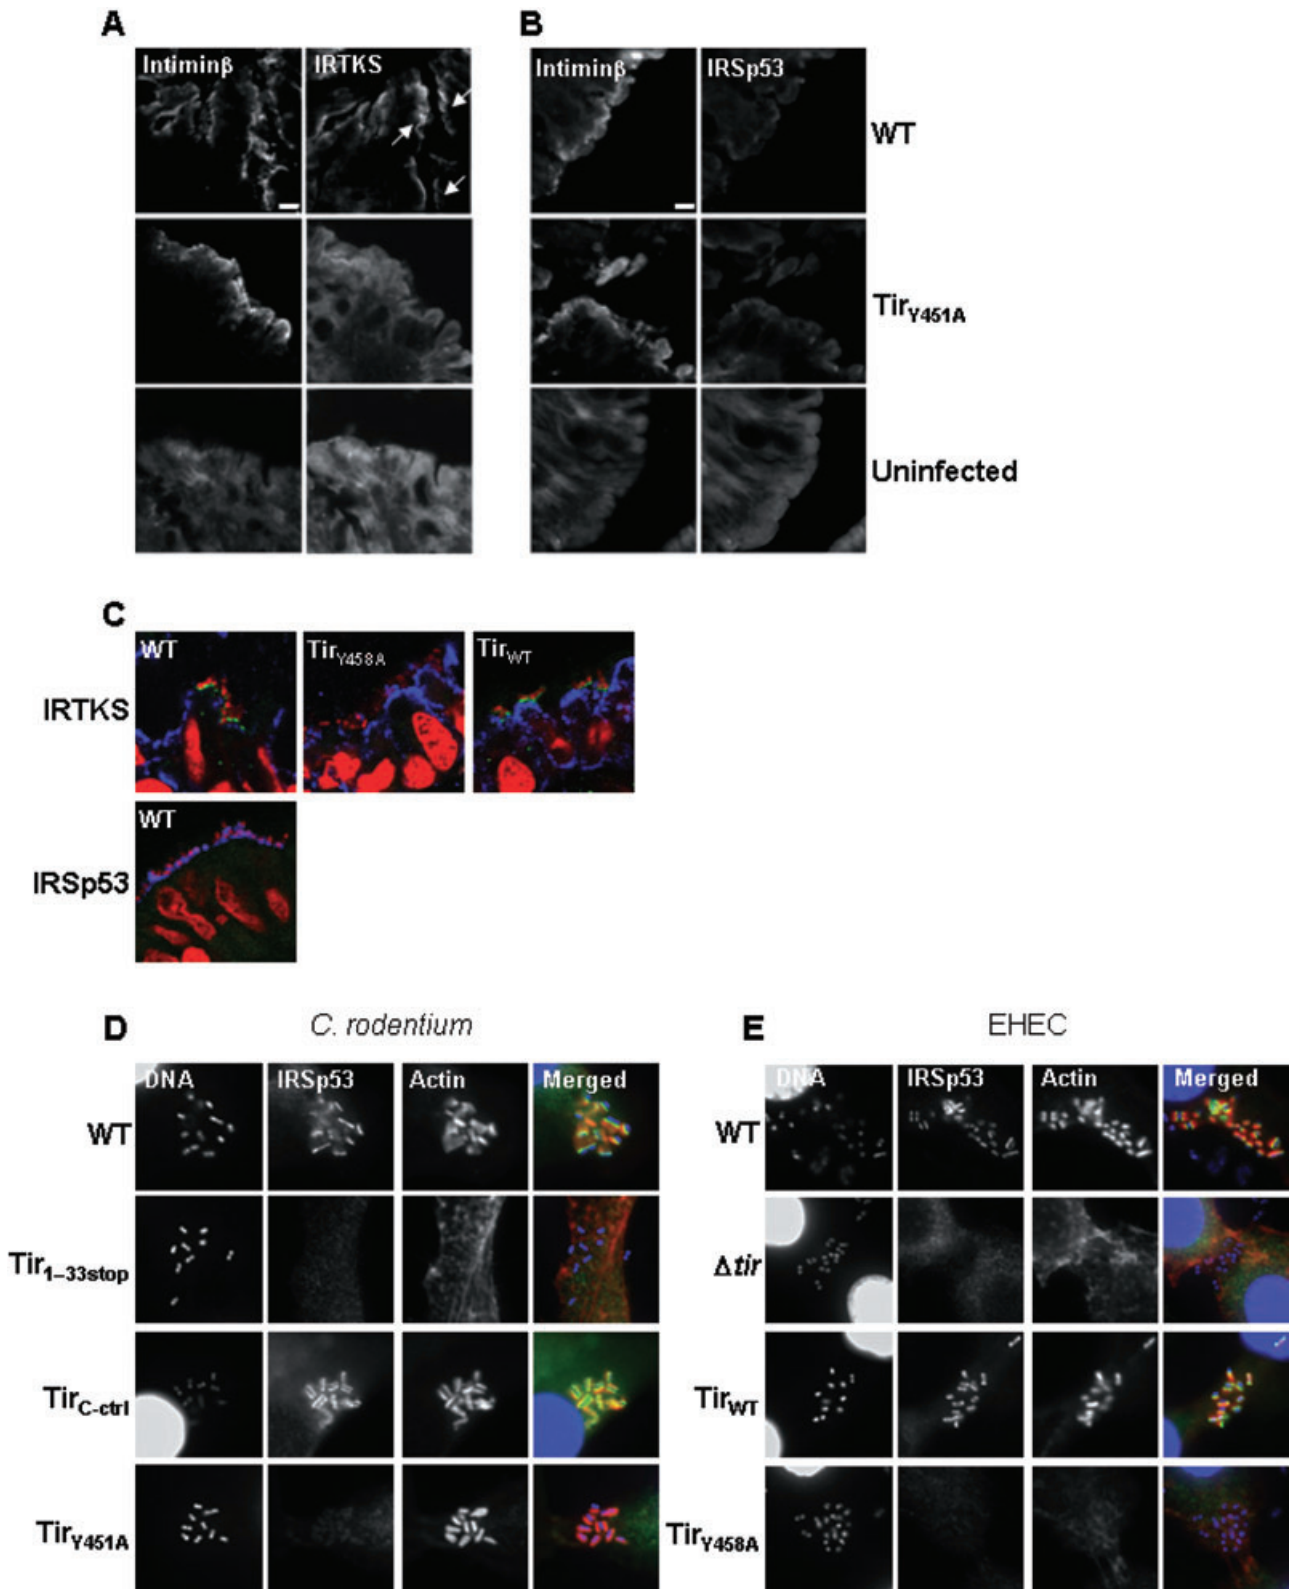 A
B
Intiminβ
IRTKS
Intiminβ
IRSp53
WT
TirY451A
Uninfected
C
WT
TirY458A
TirWT
IRTKS
WT
IRSp53
D
C. rodentium
E
EHEC
DNA
IRSp53
Actin
Merged
DNA
IRSp53
Actin
Merged
WT
WT
Tir1–33stop
Δtir
TirC-ctrl
TirWT
TirY451A
TirY458A